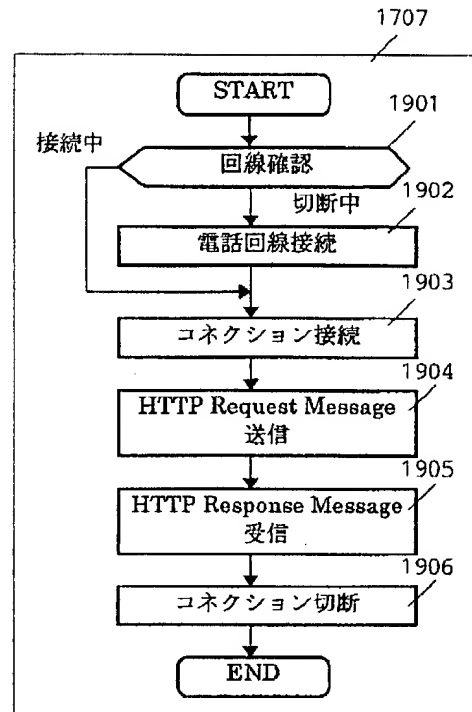 1707
START
1901
接続中
回線確認
切断中
1902
電話回線接続
1903
コネクション接続
1904
HTTP Request Message
送信
1905
HTTP Response Message
受信
1906
コネクション切断
END